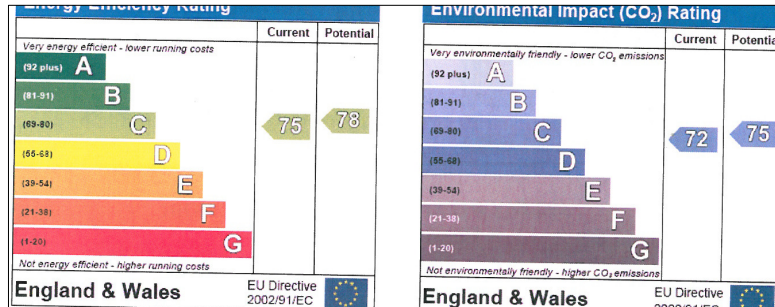 Energy Efficiency Rating
Current Potential
Very energy efficient - lower running costs
(92 plus) A
(81-91) B
(69-80) C
75 78
(55-68) D
(39-54) E
(21-38) F
(1-20) G
Not energy efficient - higher running costs
England & Wales
EU Directive
2002/91/EC
Environmental Impact (CO₂) Rating
Current Potential
Very environmentally friendly - lower CO₂ emissions
(92 plus) A
(81-91) B
(69-80) C
72 75
(55-68) D
(39-54) E
(21-38) F
(1-20) G
Not environmentally friendly - higher CO₂ emissions
England & Wales
EU Directive
2002/91/EC